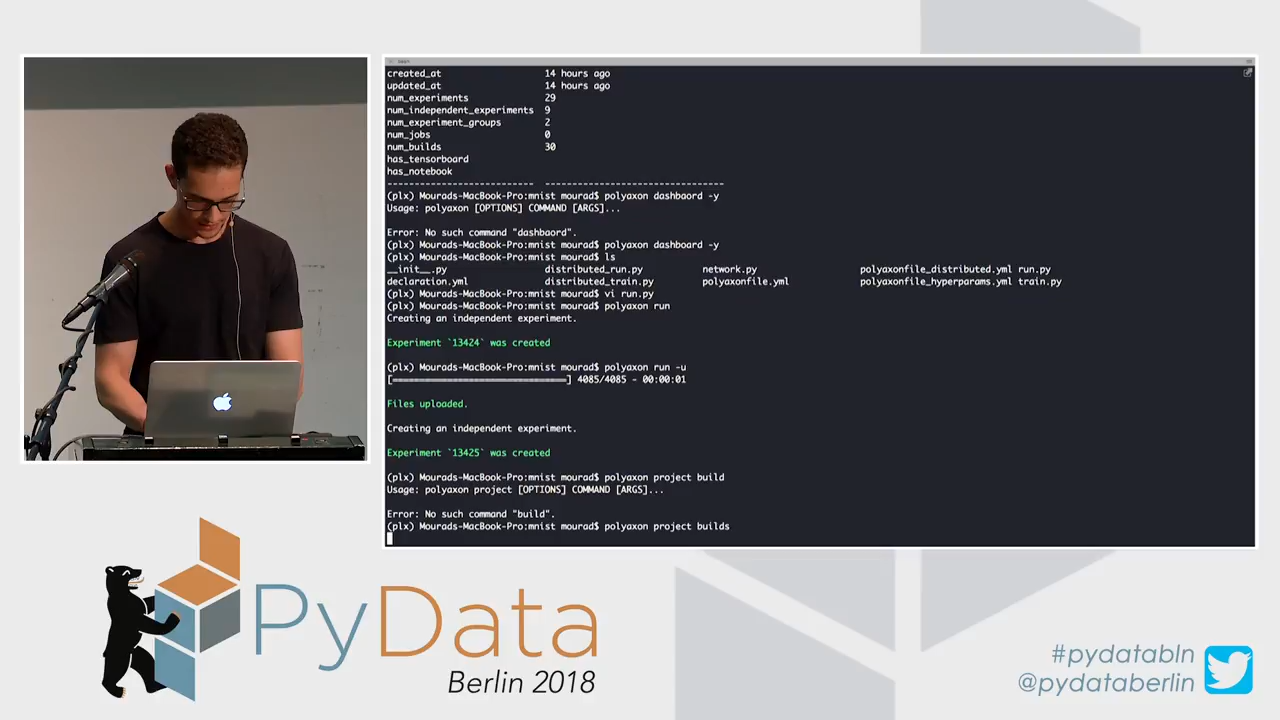 created_at 14 hours ago
updated_at 14 hours ago
num_experiments 29
num_independent_experiments 9
num_experiment_groups 2
num_jobs 0
num_builds 30
has_tensorboard
has_notebook
--------------------------- ---------------------------------
(plx) Mourads-MacBook-Pro:mnist mourad$ polyaxon dashbaord -y
Usage: polyaxon [OPTIONS] COMMAND [ARGS]...
Error: No such command "dashbaord".
(plx) Mourads-MacBook-Pro:mnist mourad$ polyaxon dashboard -y
(plx) Mourads-MacBook-Pro:mnist mourad$ ls
__init__.py distributed_run.py network.py polyaxonfile_distributed.yml run.py
declaration.yml distributed_train.py polyaxonfile.yml polyaxonfile_hyperparams.yml train.py
(plx) Mourads-MacBook-Pro:mnist mourad$ vi run.py
(plx) Mourads-MacBook-Pro:mnist mourad$ polyaxon run
Creating an independent experiment.
Experiment `13424` was created
(plx) Mourads-MacBook-Pro:mnist mourad$ polyaxon run -u
[================================] 4085/4085 - 00:00:01
Files uploaded.
Creating an independent experiment.
Experiment `13425` was created
(plx) Mourads-MacBook-Pro:mnist mourad$ polyaxon project build
Usage: polyaxon project [OPTIONS] COMMAND [ARGS]...
Error: No such command "build".
(plx) Mourads-MacBook-Pro:mnist mourad$ polyaxon project builds
PyData
Berlin 2018
#pydatabln
@pydataberlin